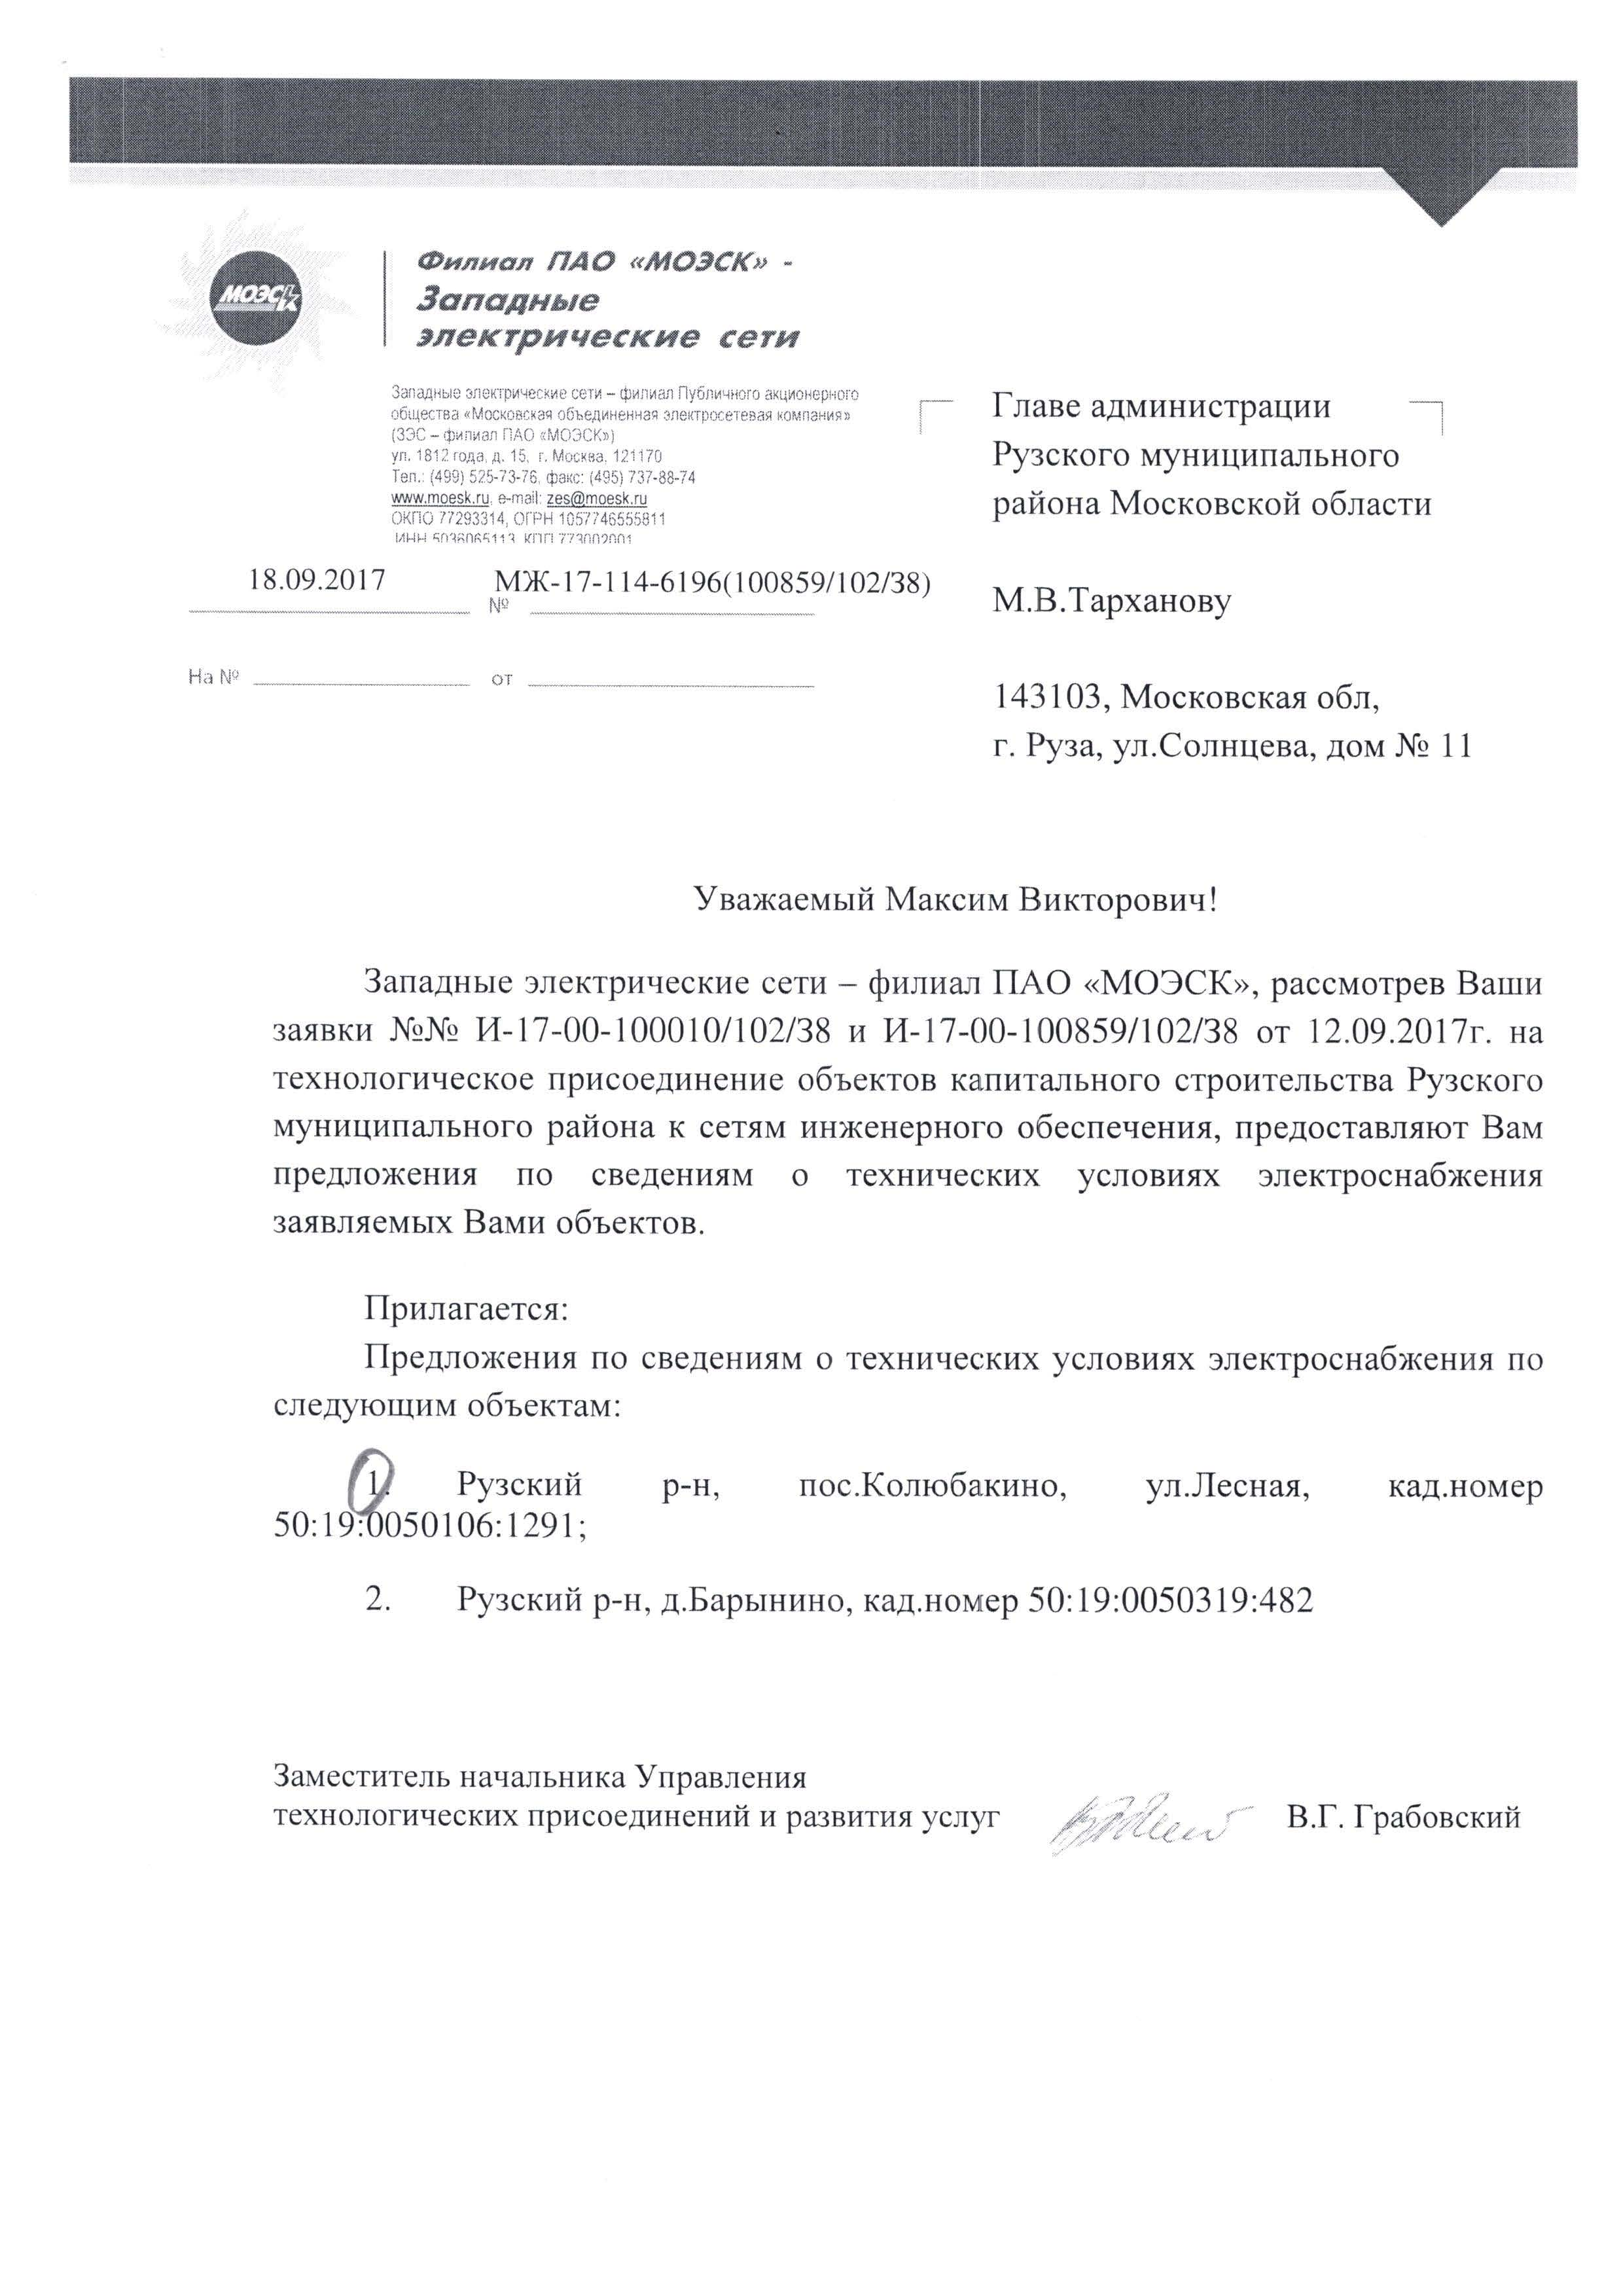 МОЭСК
Филиал ПАО «МОЭСК» -
Западные
электрические сети
Западные электрические сети – филиал Публичного акционерного
общества «Московская объединенная электросетевая компания»
(ЗЭС – филиал ПАО «МОЭСК»)
ул. 1812 года, д. 15, г. Москва, 121170
Тел.: (499) 525-73-76, факс: (495) 737-88-74
www.moesk.ru, e-mail: zes@moesk.ru
ОКПО 77293314, ОГРН 1057746555811
ИНН 5036065113, КПП 773002001
18.09.2017 № МЖ-17-114-6196(100859/102/З8)
На № от
Главе администрации
Рузского муниципального
района Московской области
М.В.Тарханову
143103, Московская обл,
г. Руза, ул.Солнцева, дом № 11
Уважаемый Максим Викторович!
Западные электрические сети – филиал ПАО «МОЭСК», рассмотрев Ваши
заявки №№ И-17-00-100010/102/З8 и И-17-00-100859/102/З8 от 12.09.2017г. на
технологическое присоединение объектов капитального строительства Рузского
муниципального района к сетям инженерного обеспечения, предоставляют Вам
предложения по сведениям о технических условиях электроснабжения
заявляемых Вами объектов.
Прилагается:
Предложения по сведениям о технических условиях электроснабжения по
следующим объектам:
1. Рузский р-н, пос.Колюбакино, ул.Лесная, кад.номер
50:19:0050106:1291;
2. Рузский р-н, д.Барынино, кад.номер 50:19:0050319:482
Заместитель начальника Управления
технологических присоединений и развития услуг В.Г. Грабовский